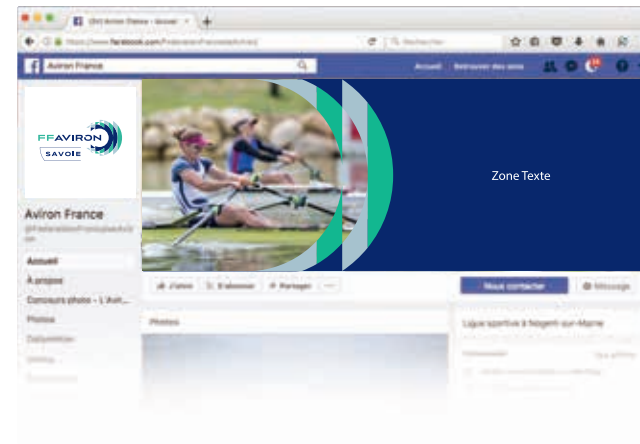 Aviron France - Accueil
https://www.facebook.com/FederationFrancaiseAviron/
Rechercher
Aviron France
Accueil
Retrouver des amis
FFAVIRON
SAVOIE
Zone Texte
Aviron France
Accueil
À propos
Concours photo - L'Avir...
Photos
J'aime
S'abonner
Partager
Nous contacter
Message
Photos
Ligue sportive à Nogent-sur-Marne